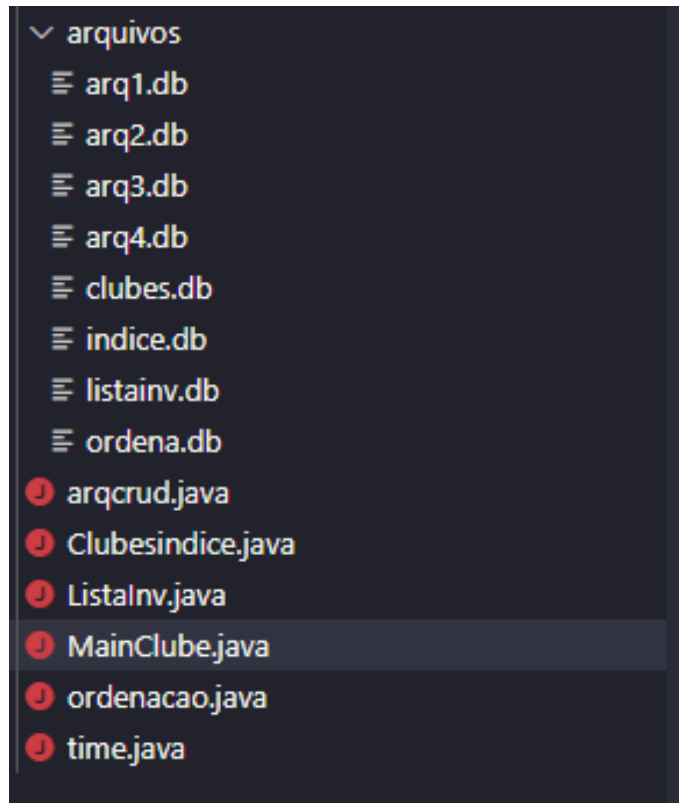 arquivos
arq1.db
arq2.db
arq3.db
arq4.db
clubes.db
indice.db
listainv.db
ordena.db
J arqcrud.java
J Clubesindice.java
J ListaInv.java
J MainClube.java
J ordenacao.java
J time.java